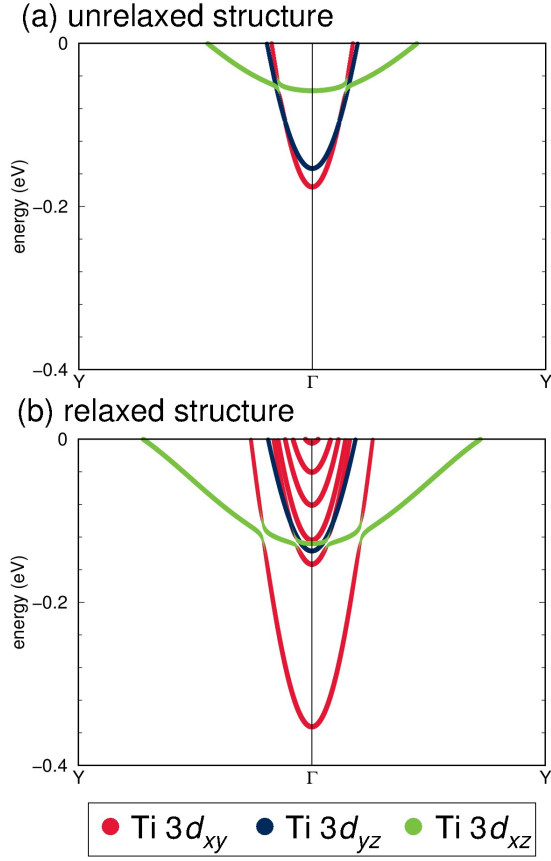 (a) unrelaxed structure
0
−0.2
−0.4
energy (eV)
Y Γ Y
(b) relaxed structure
0
−0.2
−0.4
energy (eV)
Y Γ Y
Ti 3dxy Ti 3dyz Ti 3dxz